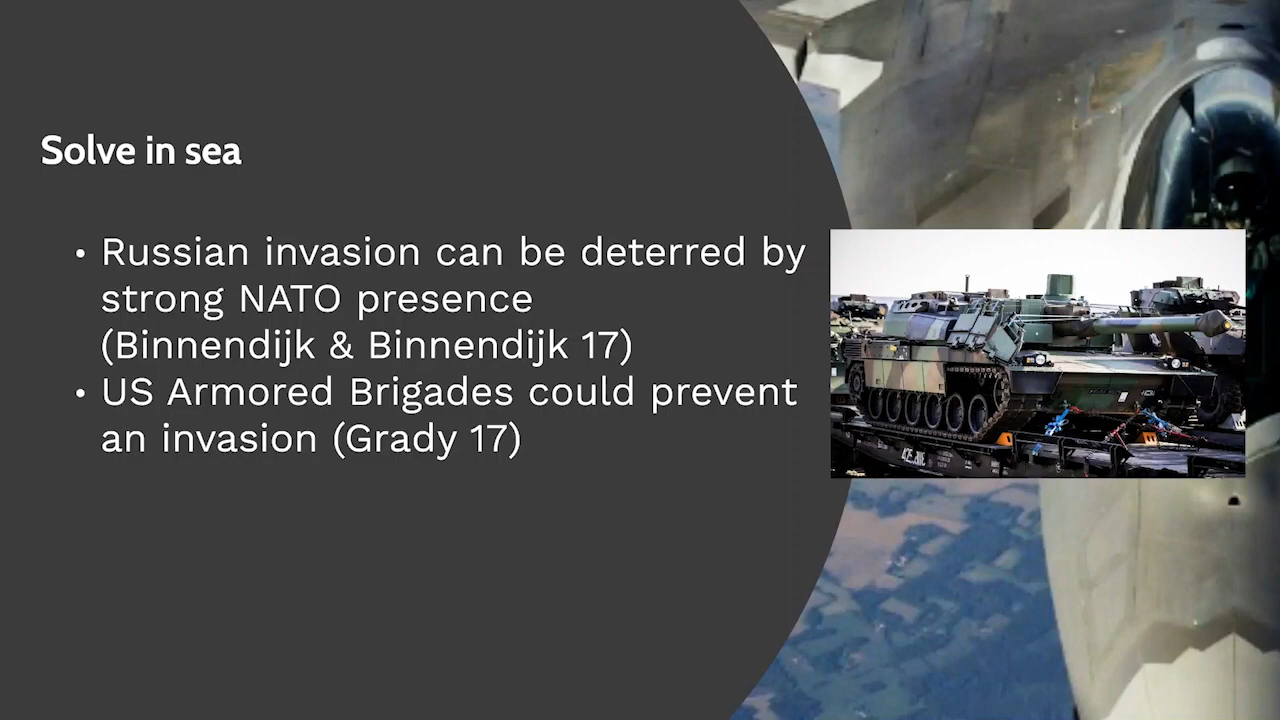 Solve in sea
• Russian invasion can be deterred by
strong NATO presence
(Binnendijk & Binnendijk 17)
• US Armored Brigades could prevent
an invasion (Grady 17)